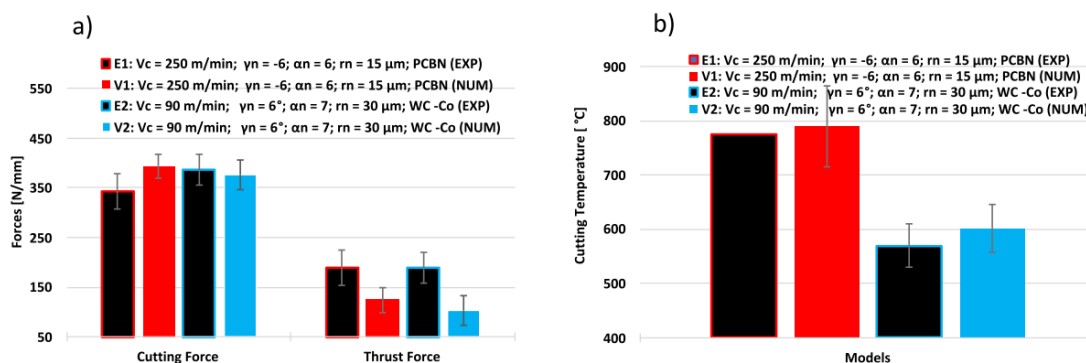 a)
E1: Vc = 250 m/min; γn = -6; αn = 6; rn = 15 µm; PCBN (EXP)
V1: Vc = 250 m/min; γn = -6; αn = 6; rn = 15 µm; PCBN (NUM)
E2: Vc = 90 m/min; γn = 6°; αn = 7; rn = 30 µm; WC -Co (EXP)
V2: Vc = 90 m/min; γn = 6°; αn = 7; rn = 30 µm; WC -Co (NUM)
Forces [N/mm]
550
450
350
250
150
50
Cutting Force
Thrust Force
b)
E1: Vc = 250 m/min; γn = -6; αn = 6; rn = 15 µm; PCBN (EXP)
V1: Vc = 250 m/min; γn = -6; αn = 6; rn = 15 µm; PCBN (NUM)
E2: Vc = 90 m/min; γn = 6°; αn = 7; rn = 30 µm; WC -Co (EXP)
V2: Vc = 90 m/min; γn = 6°; αn = 7; rn = 30 µm; WC -Co (NUM)
Cutting Temperature [ °C]
900
800
700
600
500
400
Models